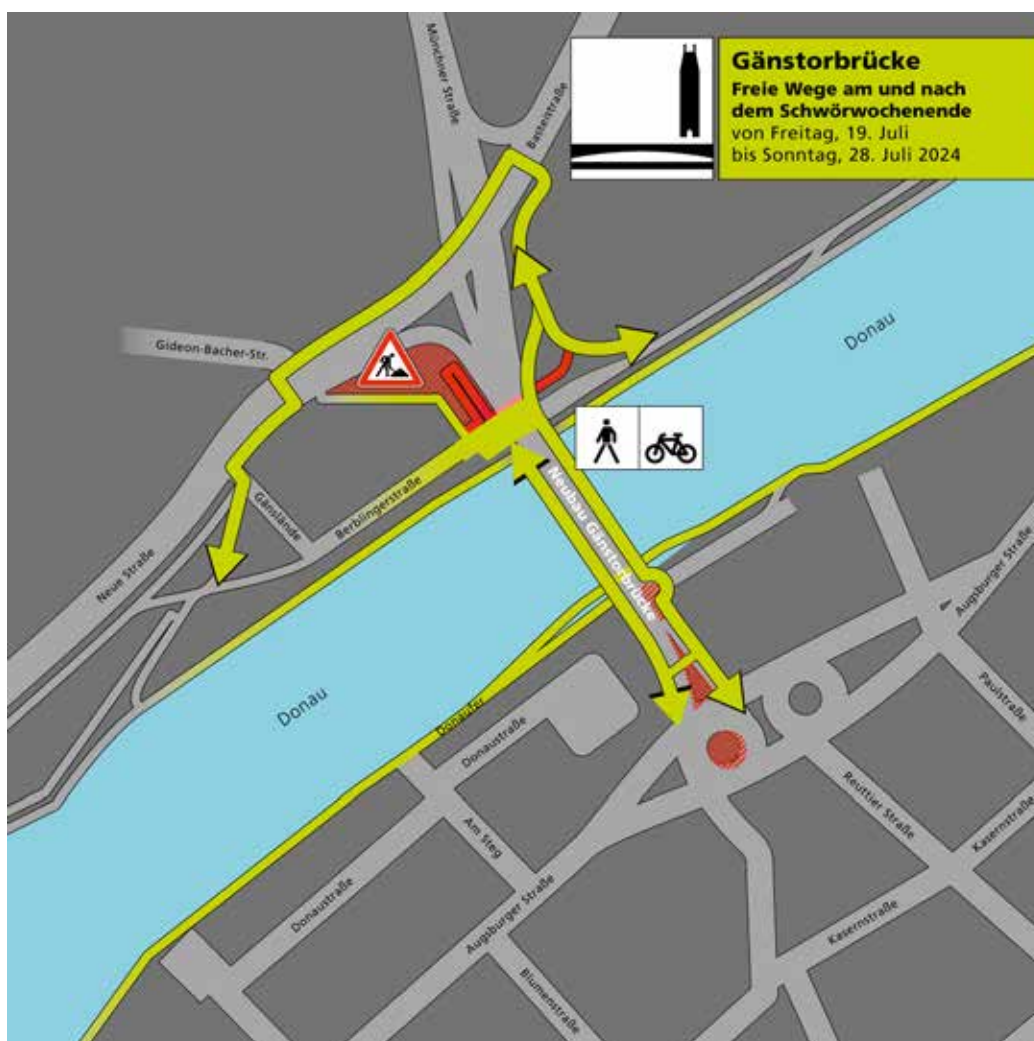 Gänstorbrücke
Freie Wege am und nach
dem Schwörwochenende
von Freitag, 19. Juli
bis Sonntag, 28. Juli 2024
Münchner Straße
Basteistraße
Donau
Gideon-Bacher-Str.
Gänslände
Berblingerstraße
Neue Straße
Neubau Gänstorbrücke
Augsburger Straße
Donau
Donauufer
Donaustraße
Paulstraße
Reuttier Straße
Kasernstraße
Am Steg
Donaustraße
Augsburger Straße
Kasernstraße
Blumenstraße